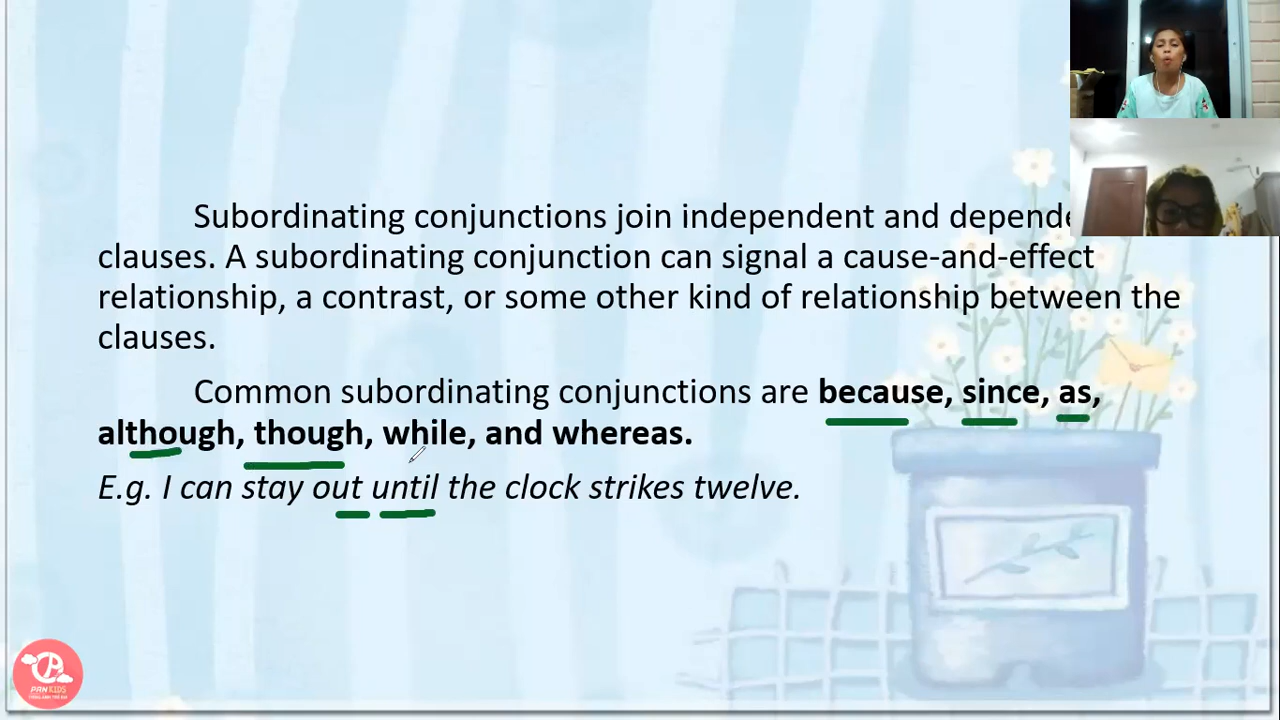 Subordinating conjunctions join independent and
clauses. A subordinating conjunction can signal a cause-and-effect
relationship, a contrast, or some other kind of relationship between the
clauses.
Common subordinating conjunctions are because, since, as,
although, though, while, and whereas.
E.g. I can stay out until the clock strikes twelve.
PAN KIDS